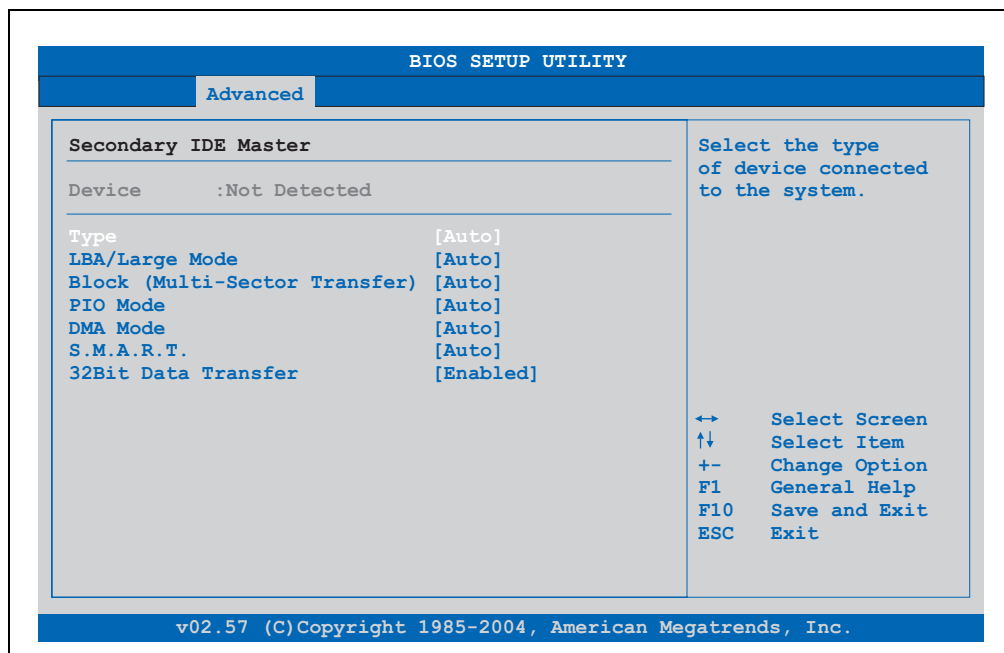 BIOS SETUP UTILITY
Advanced
Secondary IDE Master
Device :Not Detected
Type [Auto]
LBA/Large Mode [Auto]
Block (Multi-Sector Transfer) [Auto]
PIO Mode [Auto]
DMA Mode [Auto]
S.M.A.R.T. [Auto]
32Bit Data Transfer [Enabled]
Select the type
of device connected
to the system.
↔ Select Screen
↑↓ Select Item
+- Change Option
F1 General Help
F10 Save and Exit
ESC Exit
v02.57 (C)Copyright 1985-2004, American Megatrends, Inc.